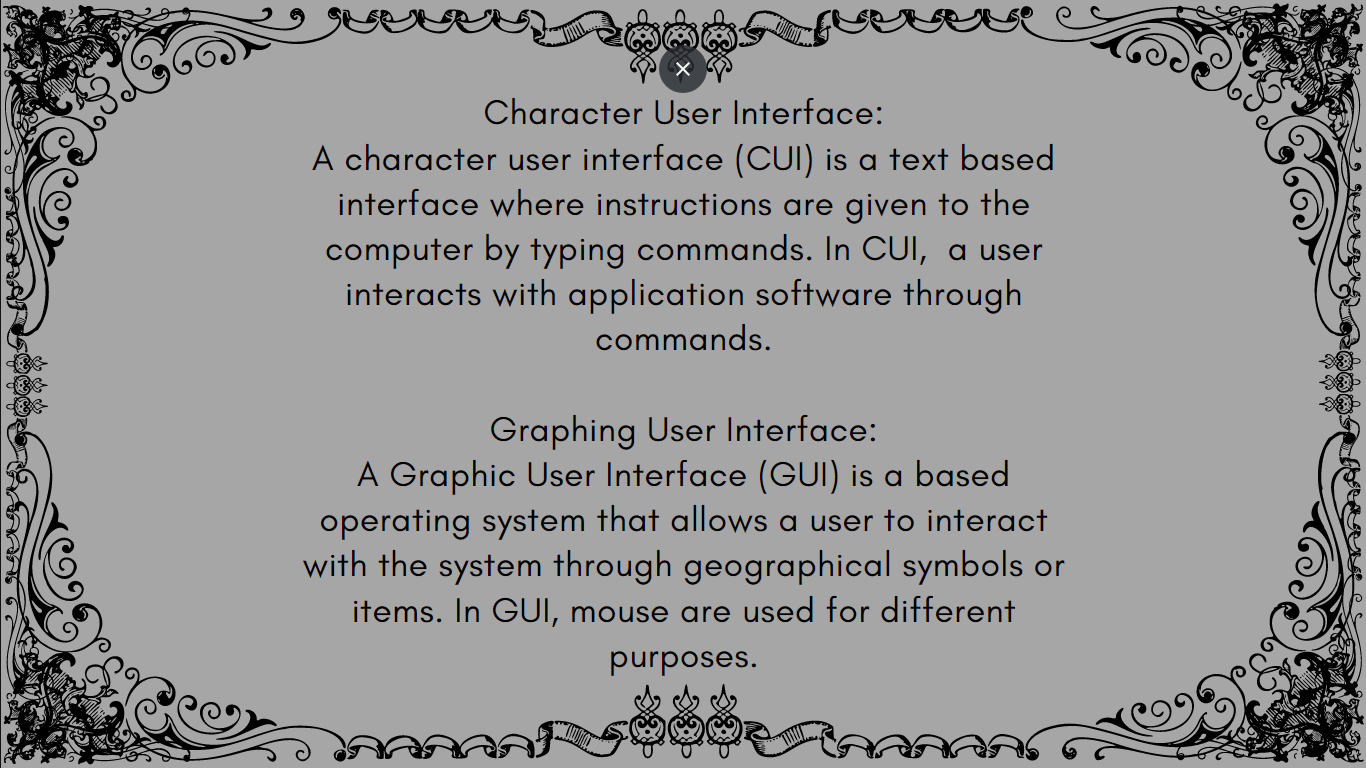 Character User Interface:
A character user interface (CUI) is a text based
interface where instructions are given to the
computer by typing commands. In CUI,  a user
interacts with application software through
commands.
Graphing User Interface:
A Graphic User Interface (GUI) is a based
operating system that allows a user to interact
with the system through geographical symbols or
items. In GUI, mouse are used for different
purposes.